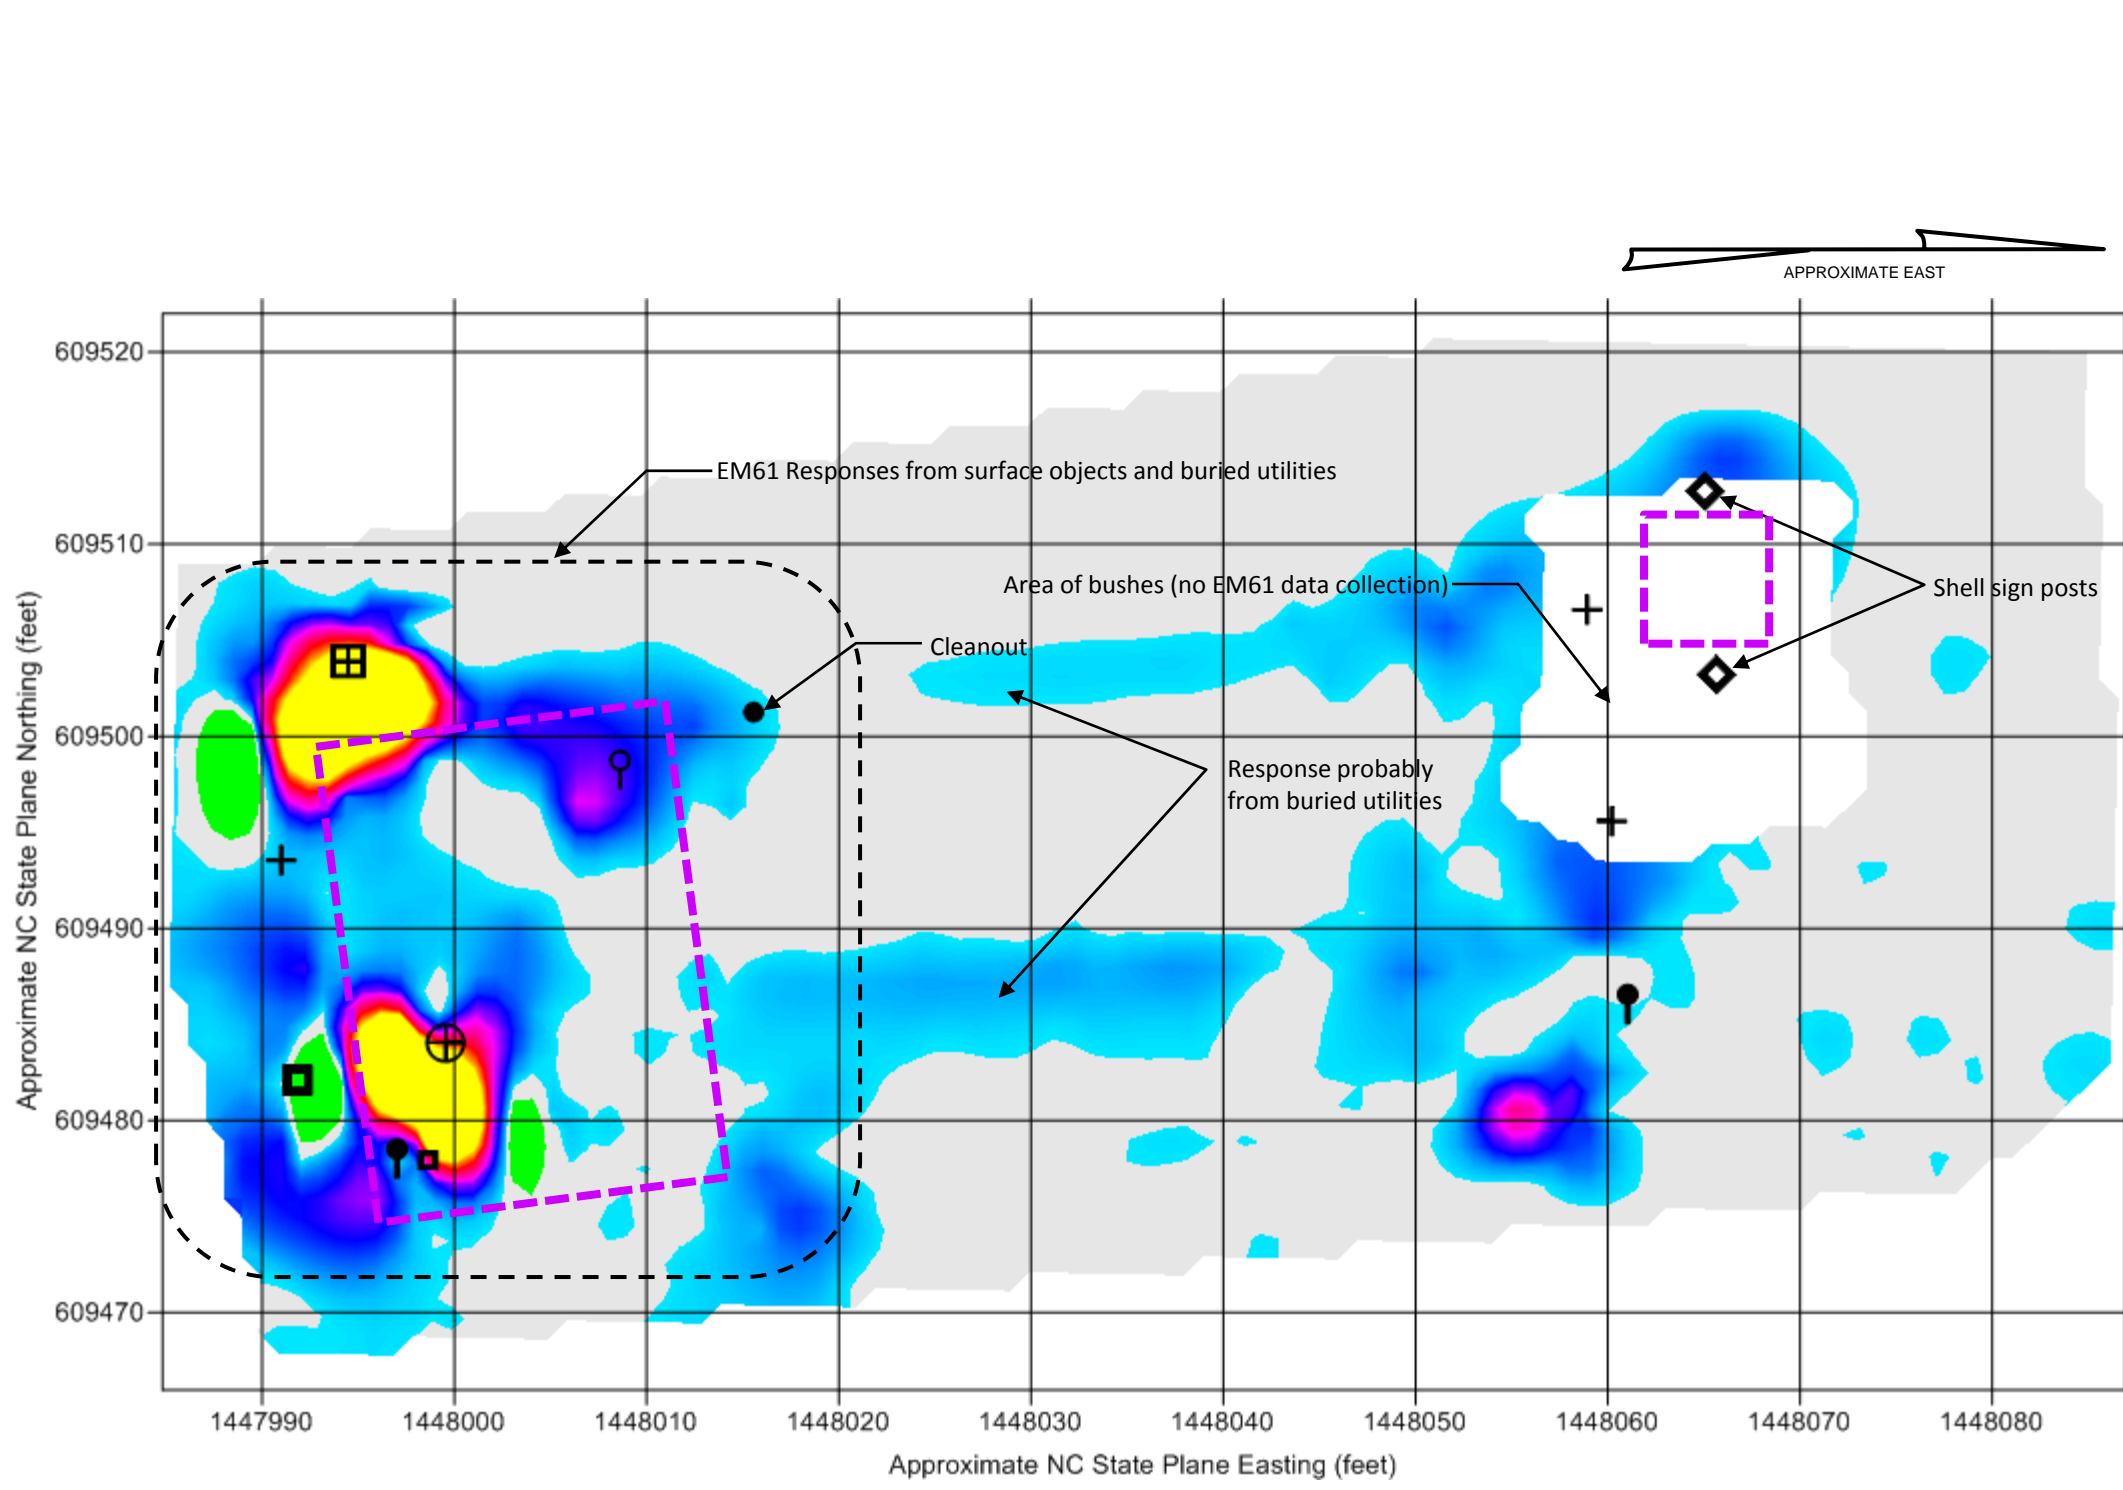 APPROXIMATE EAST
609520
EM61 Responses from surface objects and buried utilities
609510
Area of bushes (no EM61 data collection)
Shell sign posts
Cleanout
609500
Response probably
from buried utilities
609490
609480
609470
Approximate NC State Plane Northing (feet)
1447990 1448000 1448010 1448020 1448030 1448040 1448050 1448060 1448070 1448080
Approximate NC State Plane Easting (feet)